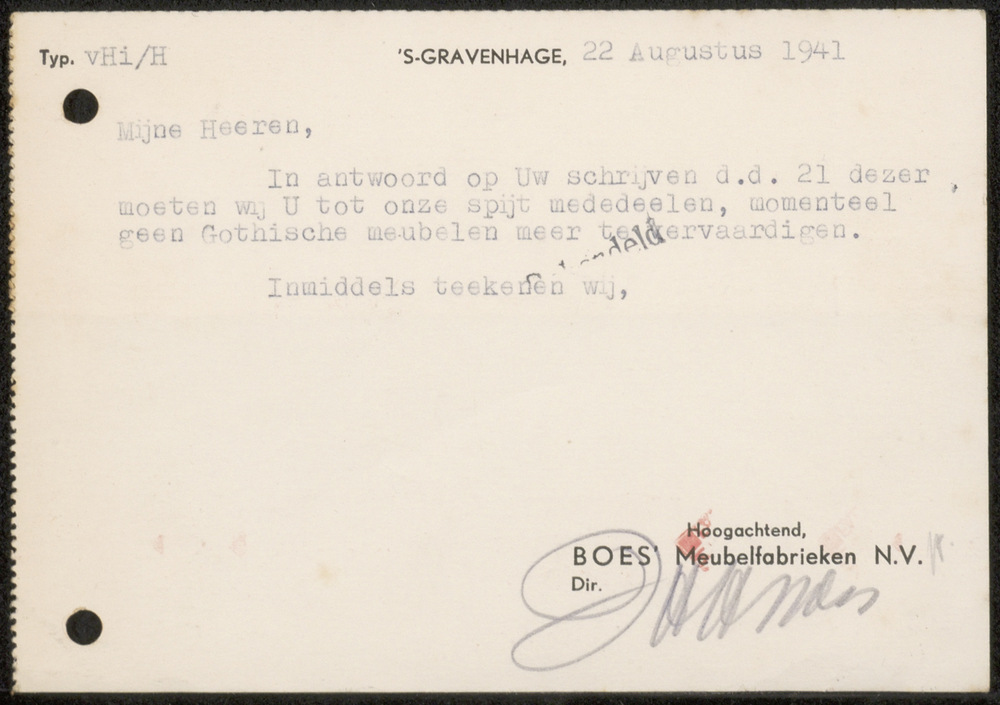 Typ. vHi/H 'S-GRAVENHAGE, 22 Augustus 1941
Mijne Heeren,
In antwoord op Uw schrijven d.d. 21 dezer ,
moeten wij U tot onze spijt mededeelen, momenteel
geen Gothische meubelen meer te vervaardigen.
Inmiddels teekenen wij,
Hoogachtend,
BOES' Meubelfabrieken N.V.
Dir.